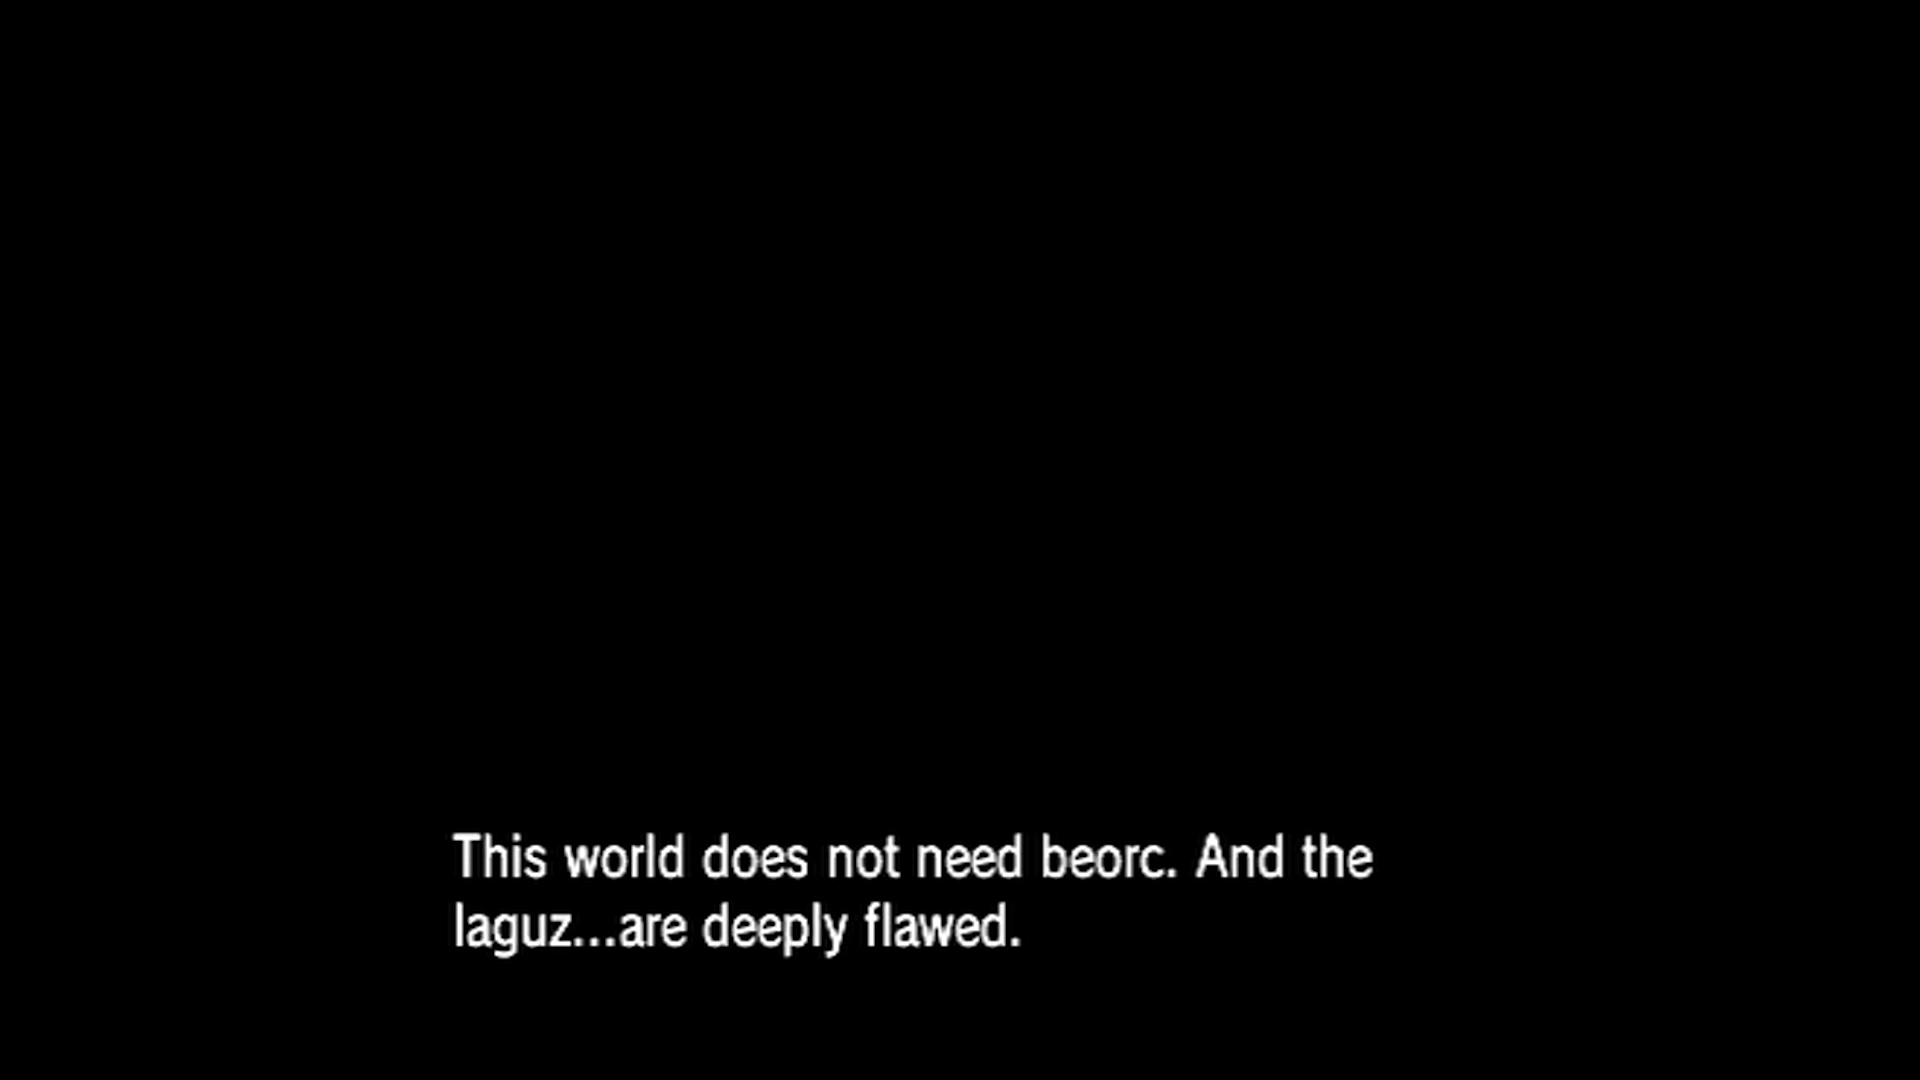 This world does not need beorc. And the
laguz...are deeply flawed.